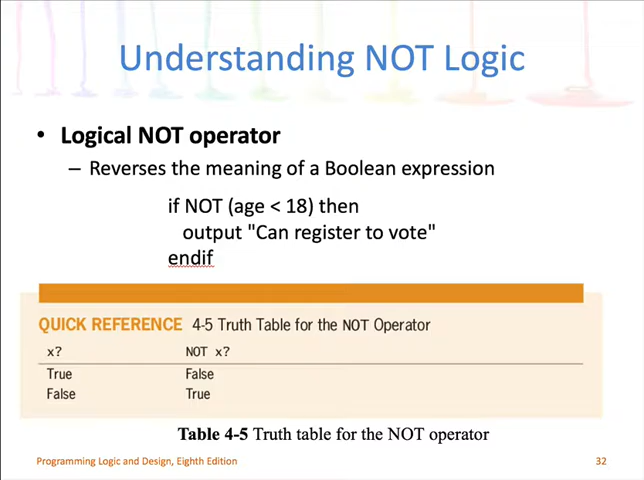 Understanding NOT Logic
• Logical NOT operator
– Reverses the meaning of a Boolean expression
if NOT (age < 18) then
output "Can register to vote"
endif
QUICK REFERENCE 4-5 Truth Table for the NOT Operator
x? NOT x?
True False
False True
Table 4-5 Truth table for the NOT operator
Programming Logic and Design, Eighth Edition 32